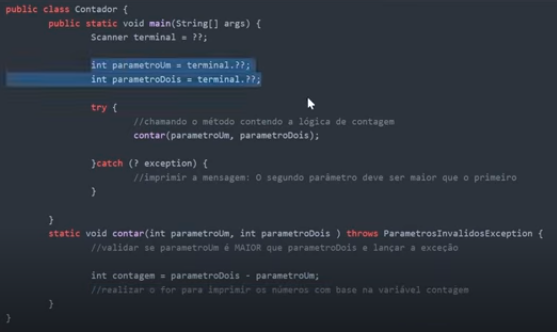 public class Contador {
public static void main(String[] args) {
Scanner terminal = ??;
int parametroUm = terminal.??;
int parametroDois = terminal.??;
try {
//chamando o método contendo a lógica de contagem
contar(parametroUm, parametroDois);
}catch (? exception) {
//imprimir a mensagem: O segundo parâmetro deve ser maior que o primeiro
}
}
static void contar(int parametroUm, int parametroDois ) throws ParametrosInvalidosException {
//validar se parametroUm é MAIOR que parametroDois e lançar a exceção
int contagem = parametroDois - parametroUm;
//realizar o for para imprimir os números com base na variável contagem
}
}